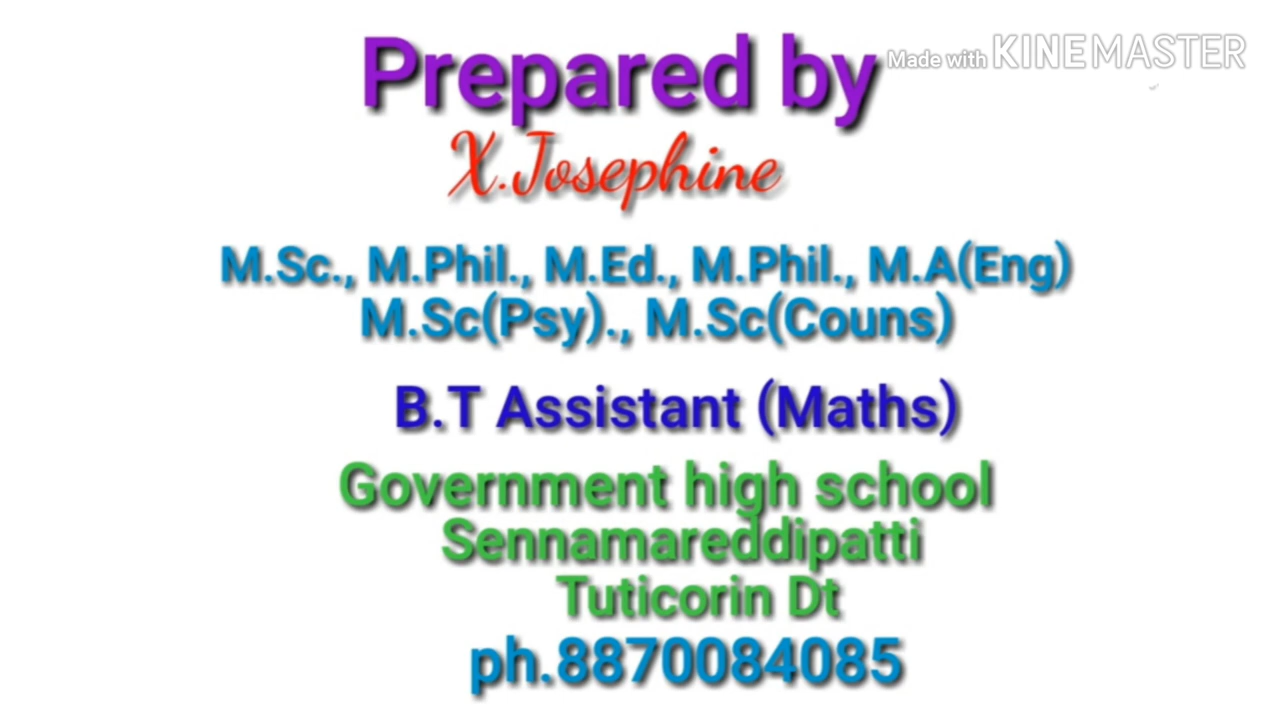 Prepared by
Made with KINEMASTER
X.Josephine
M.Sc., M.Phil., M.Ed., M.Phil., M.A(Eng)
M.Sc(Psy)., M.Sc(Couns)
B.T Assistant (Maths)
Government high school
Sennamareddipatti
Tuticorin Dt
ph.8870084085